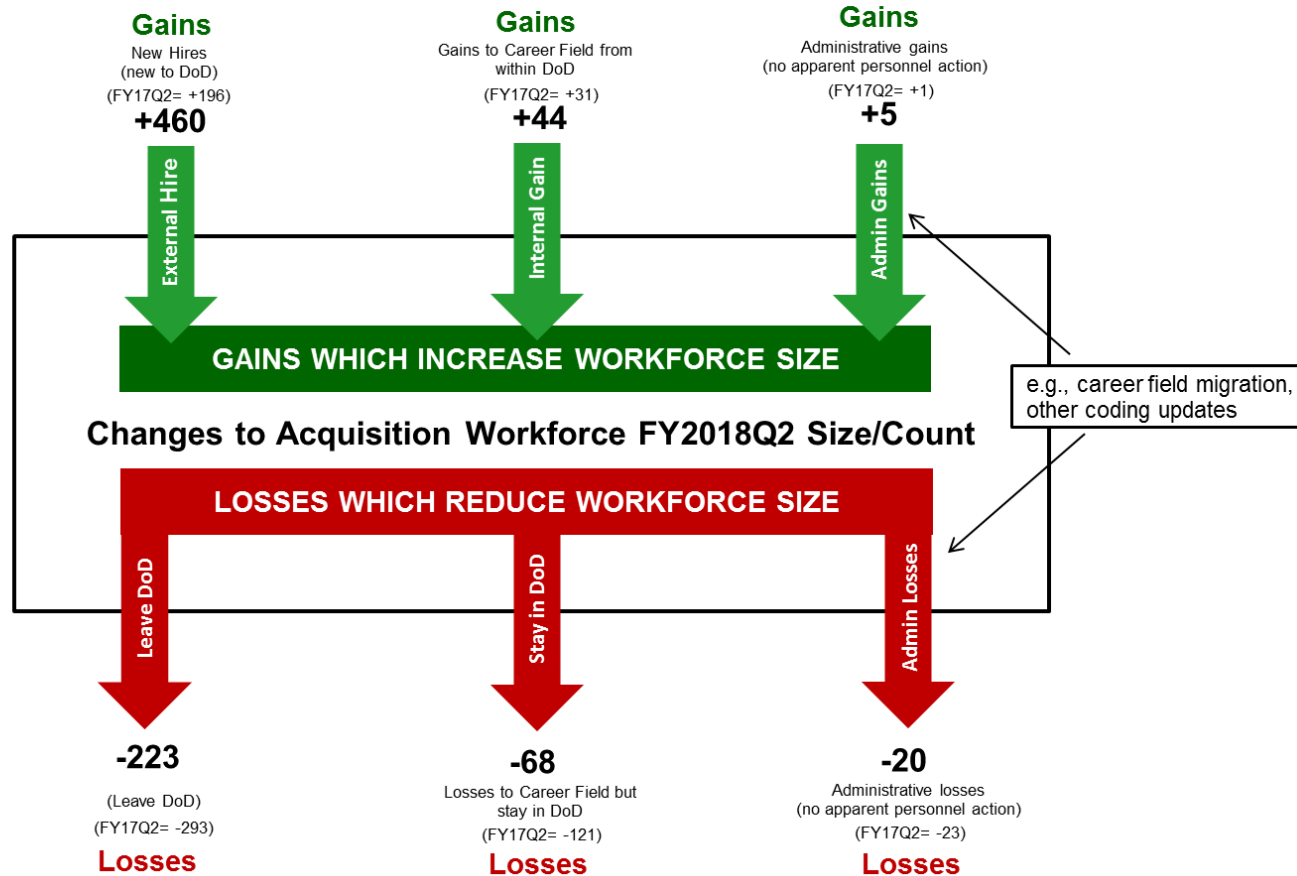 Gains
New Hires
(new to DoD)
(FY17Q2= +196)
+460
Gains
Gains to Career Field from
within DoD
(FY17Q2= +31)
+44
Gains
Administrative gains
(no apparent personnel action)
(FY17Q2= +1)
+5
External Hire
Internal Gain
Admin Gains
GAINS WHICH INCREASE WORKFORCE SIZE
e.g., career field migration,
other coding updates
Changes to Acquisition Workforce FY2018Q2 Size/Count
LOSSES WHICH REDUCE WORKFORCE SIZE
Leave DoD
Stay in DoD
Admin Losses
-223
(Leave DoD)
(FY17Q2= -293)
Losses
-68
Losses to Career Field but
stay in DoD
(FY17Q2= -121)
Losses
-20
Administrative losses
(no apparent personnel action)
(FY17Q2= -23)
Losses